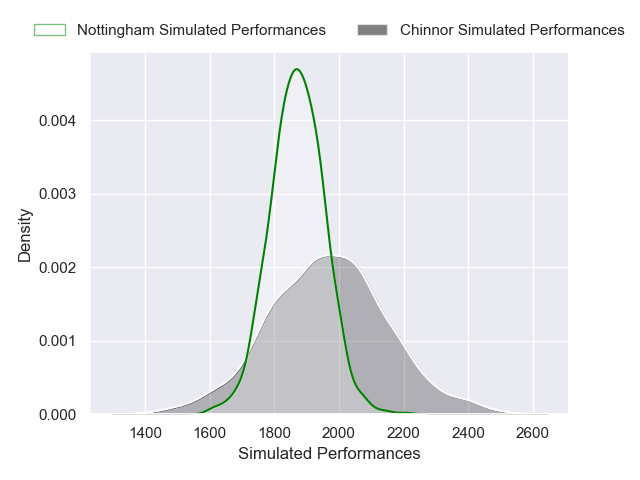 Nottingham Simulated Performances Chinnor Simulated Performances
Density
0.004
0.003
0.002
0.001
0.000
1400 1600 1800 2000 2200 2400 2600
Simulated Performances